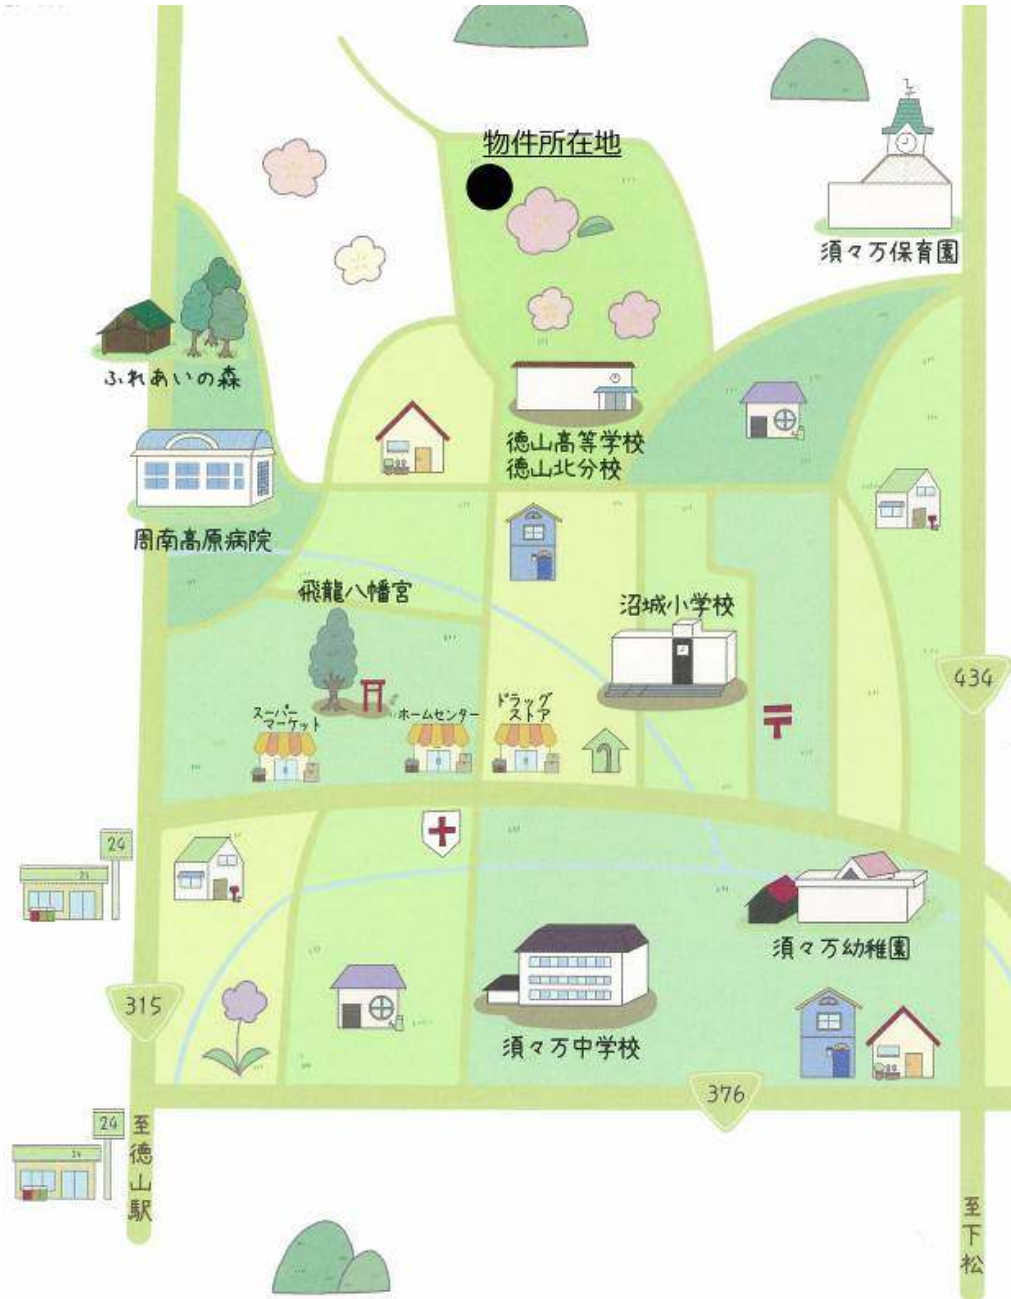 物件所在地
須々万保育園
ふれあいの森
徳山高等学校
徳山北分校
周南高原病院
飛龍八幡宮
沼城小学校
434
スーパー
マーケット
ホームセンター
ドラッグ
ストア
〒
24
24
須々万幼稚園
315
須々万中学校
376
24
24
至徳山駅
至下松